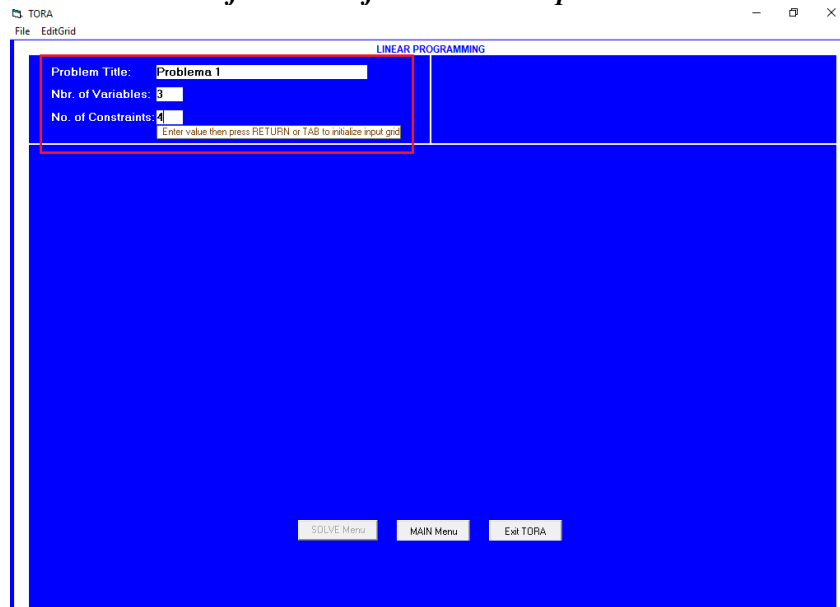 TORA
File EditGrid
LINEAR PROGRAMMING
Problem Title: Problema 1
Nbr. of Variables: 3
No. of Constraints: 4
Enter value then press RETURN or TAB to initialize input grid
SOLVE Menu MAIN Menu Exit TORA